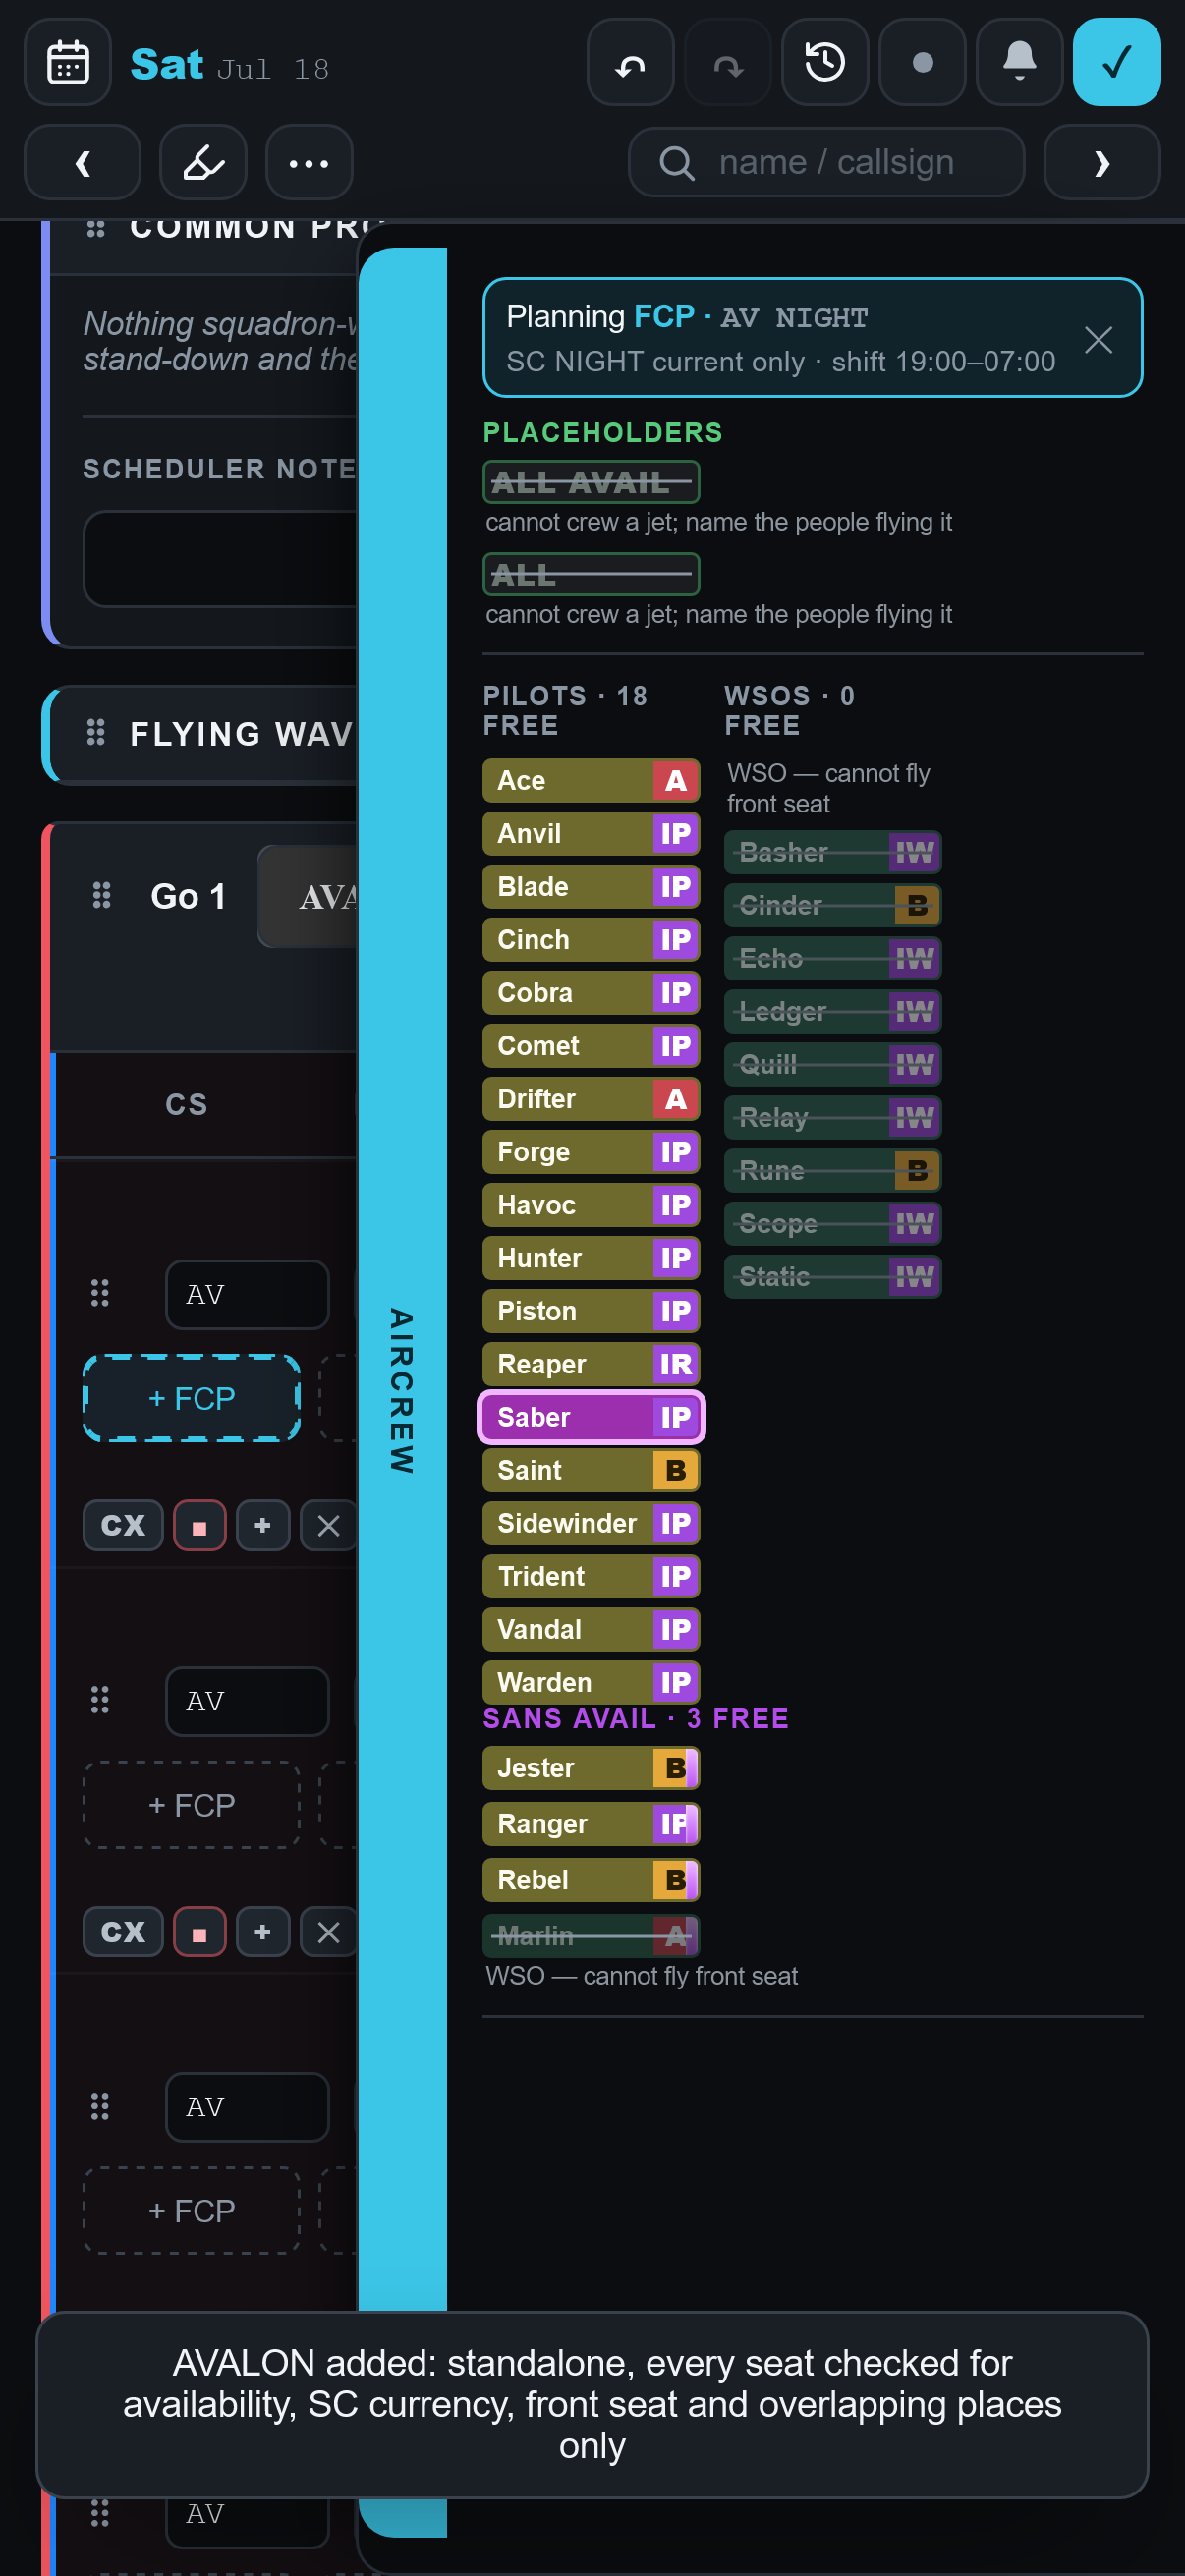 Sat Jul 18
name / callsign
COMMON PRO
Nothing squadron-w
stand-down and the
SCHEDULER NOTE
FLYING WAV
Go 1
AVA
CS
AV
+ FCP
CX
+
AV
+ FCP
CX
+
AV
+ FCP
AV
AIRCREW
Planning FCP · AV NIGHT
SC NIGHT current only · shift 19:00–07:00
PLACEHOLDERS
ALL AVAIL
cannot crew a jet; name the people flying it
ALL
cannot crew a jet; name the people flying it
PILOTS · 18
FREE
Ace A
Anvil IP
Blade IP
Cinch IP
Cobra IP
Comet IP
Drifter A
Forge IP
Havoc IP
Hunter IP
Piston IP
Reaper IR
Saber IP
Saint B
Sidewinder IP
Trident IP
Vandal IP
Warden IP
WSOS · 0
FREE
WSO — cannot fly
front seat
Basher IW
Cinder B
Echo IW
Ledger IW
Quill IW
Relay IW
Rune B
Scope IW
Static IW
SANS AVAIL · 3 FREE
Jester B
Ranger IP
Rebel B
Marlin A
WSO — cannot fly front seat
AVALON added: standalone, every seat checked for
availability, SC currency, front seat and overlapping places
only